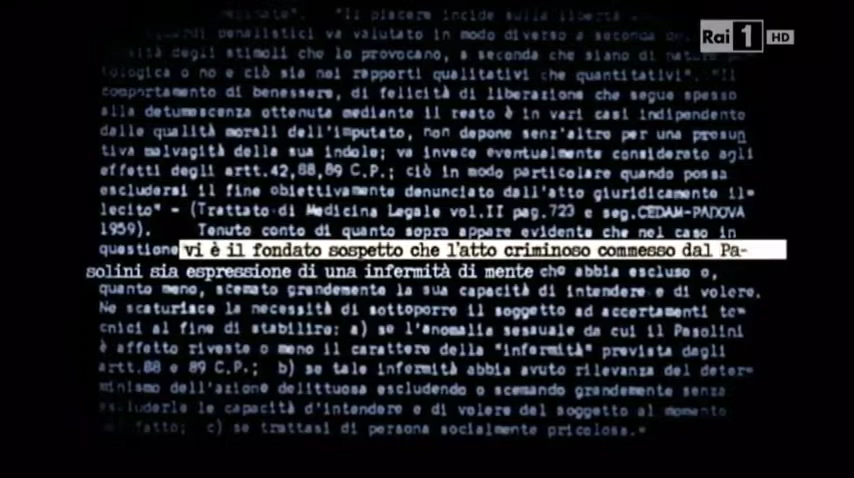 "Il piacere incide sulla libertà
penalistici va valutato in modo diverso a seconda
degli stimoli che lo provocano, a seconda che siano di natura
o no e ciò sia nei rapporti qualitativi che quantitativi". "Il
comportamento di benessere, di felicità di liberazione che segue spesso
alla detumescenza ottenuta mediante il reato è in vari casi indipendente
dalle qualità morali dell'imputato, non depone senz'altro per una presun
tiva malvagità della sua indole; va invece eventualmente considerato agli
effetti degli artt.42,88,89 C.P.; ciò in modo particolare quando possa
escludersi il fine obiettivamente denunciato dall'atto giuridicamente il=
lecito" - (Trattato di Medicina Legale vol.II pag.723 e seg.CEDAM-PADOVA
1959). Tenuto conto di quanto sopra appare evidente che nel caso in
questione vi è il fondato sospetto che l'atto criminoso commesso dal Pa-
solini sia espressione di una infermità di mente che abbia escluso o,
quanto meno, scemato grandemente la sua capacità di intendere e di volere.
Ne scaturisce la necessità di sottoporre il soggetto ad accertamenti te=
cnici al fine di stabilire: a) se l'anomalia sessuale da cui il Pasolini
è affetto riveste o meno il carattere della "infermità" prevista dagli
artt.88 e 89 C.P.; b) se tale infermità abbia avuto rilevanza del deter=
minismo dell'azione delittuosa escludendo o scemando grandemente senza
escluderle le capacità d'intendere e di volere del soggetto al momento
fatto; c) se trattasi di persona socialmente pricolosa.=
Rai 1 HD